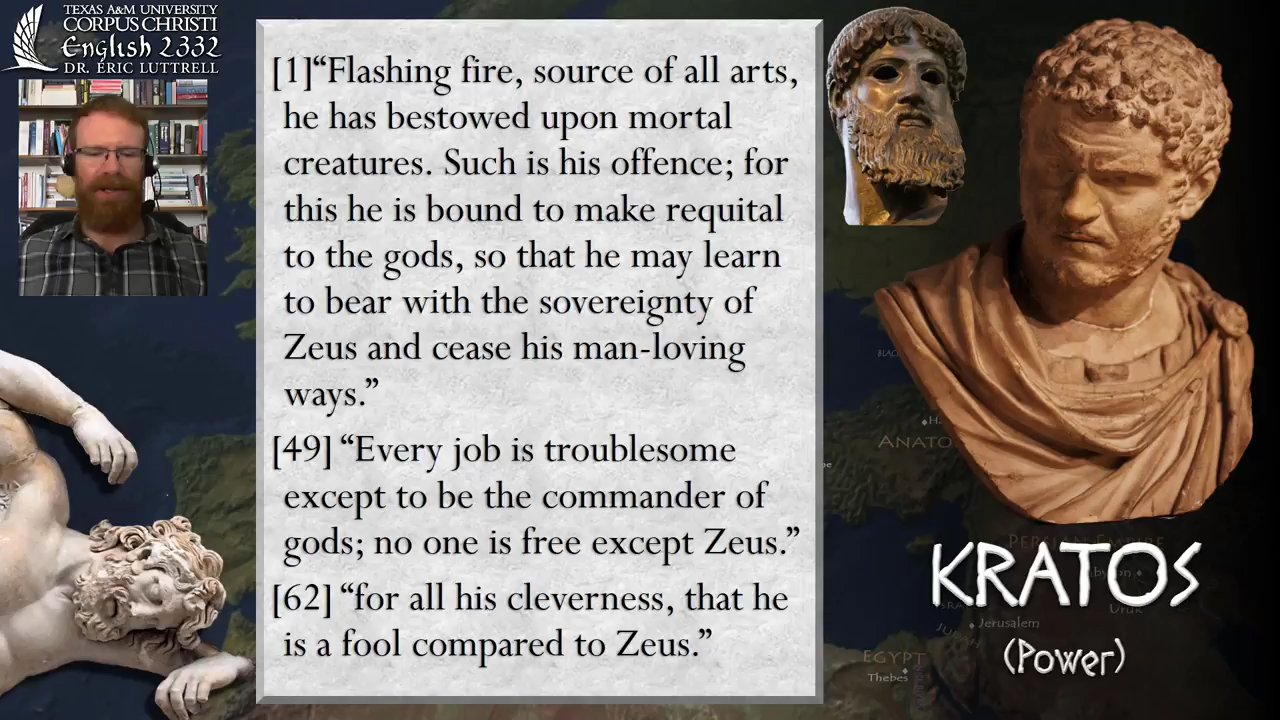 TEXAS A&M UNIVERSITY
CORPUS CHRISTI
English 2332
DR. ERIC LUTTRELL
[1]“Flashing fire, source of all arts,
he has bestowed upon mortal
creatures. Such is his offence; for
this he is bound to make requital
to the gods, so that he may learn
to bear with the sovereignty of
Zeus and cease his man-loving
ways.”
[49] “Every job is troublesome
except to be the commander of
gods; no one is free except Zeus.”
[62] “for all his cleverness, that he
is a fool compared to Zeus.”
ANATO
PERSIAN EMPIRE
KRATOS
Uruk
Jerusalem
(Power)
EGYPT
Thebes